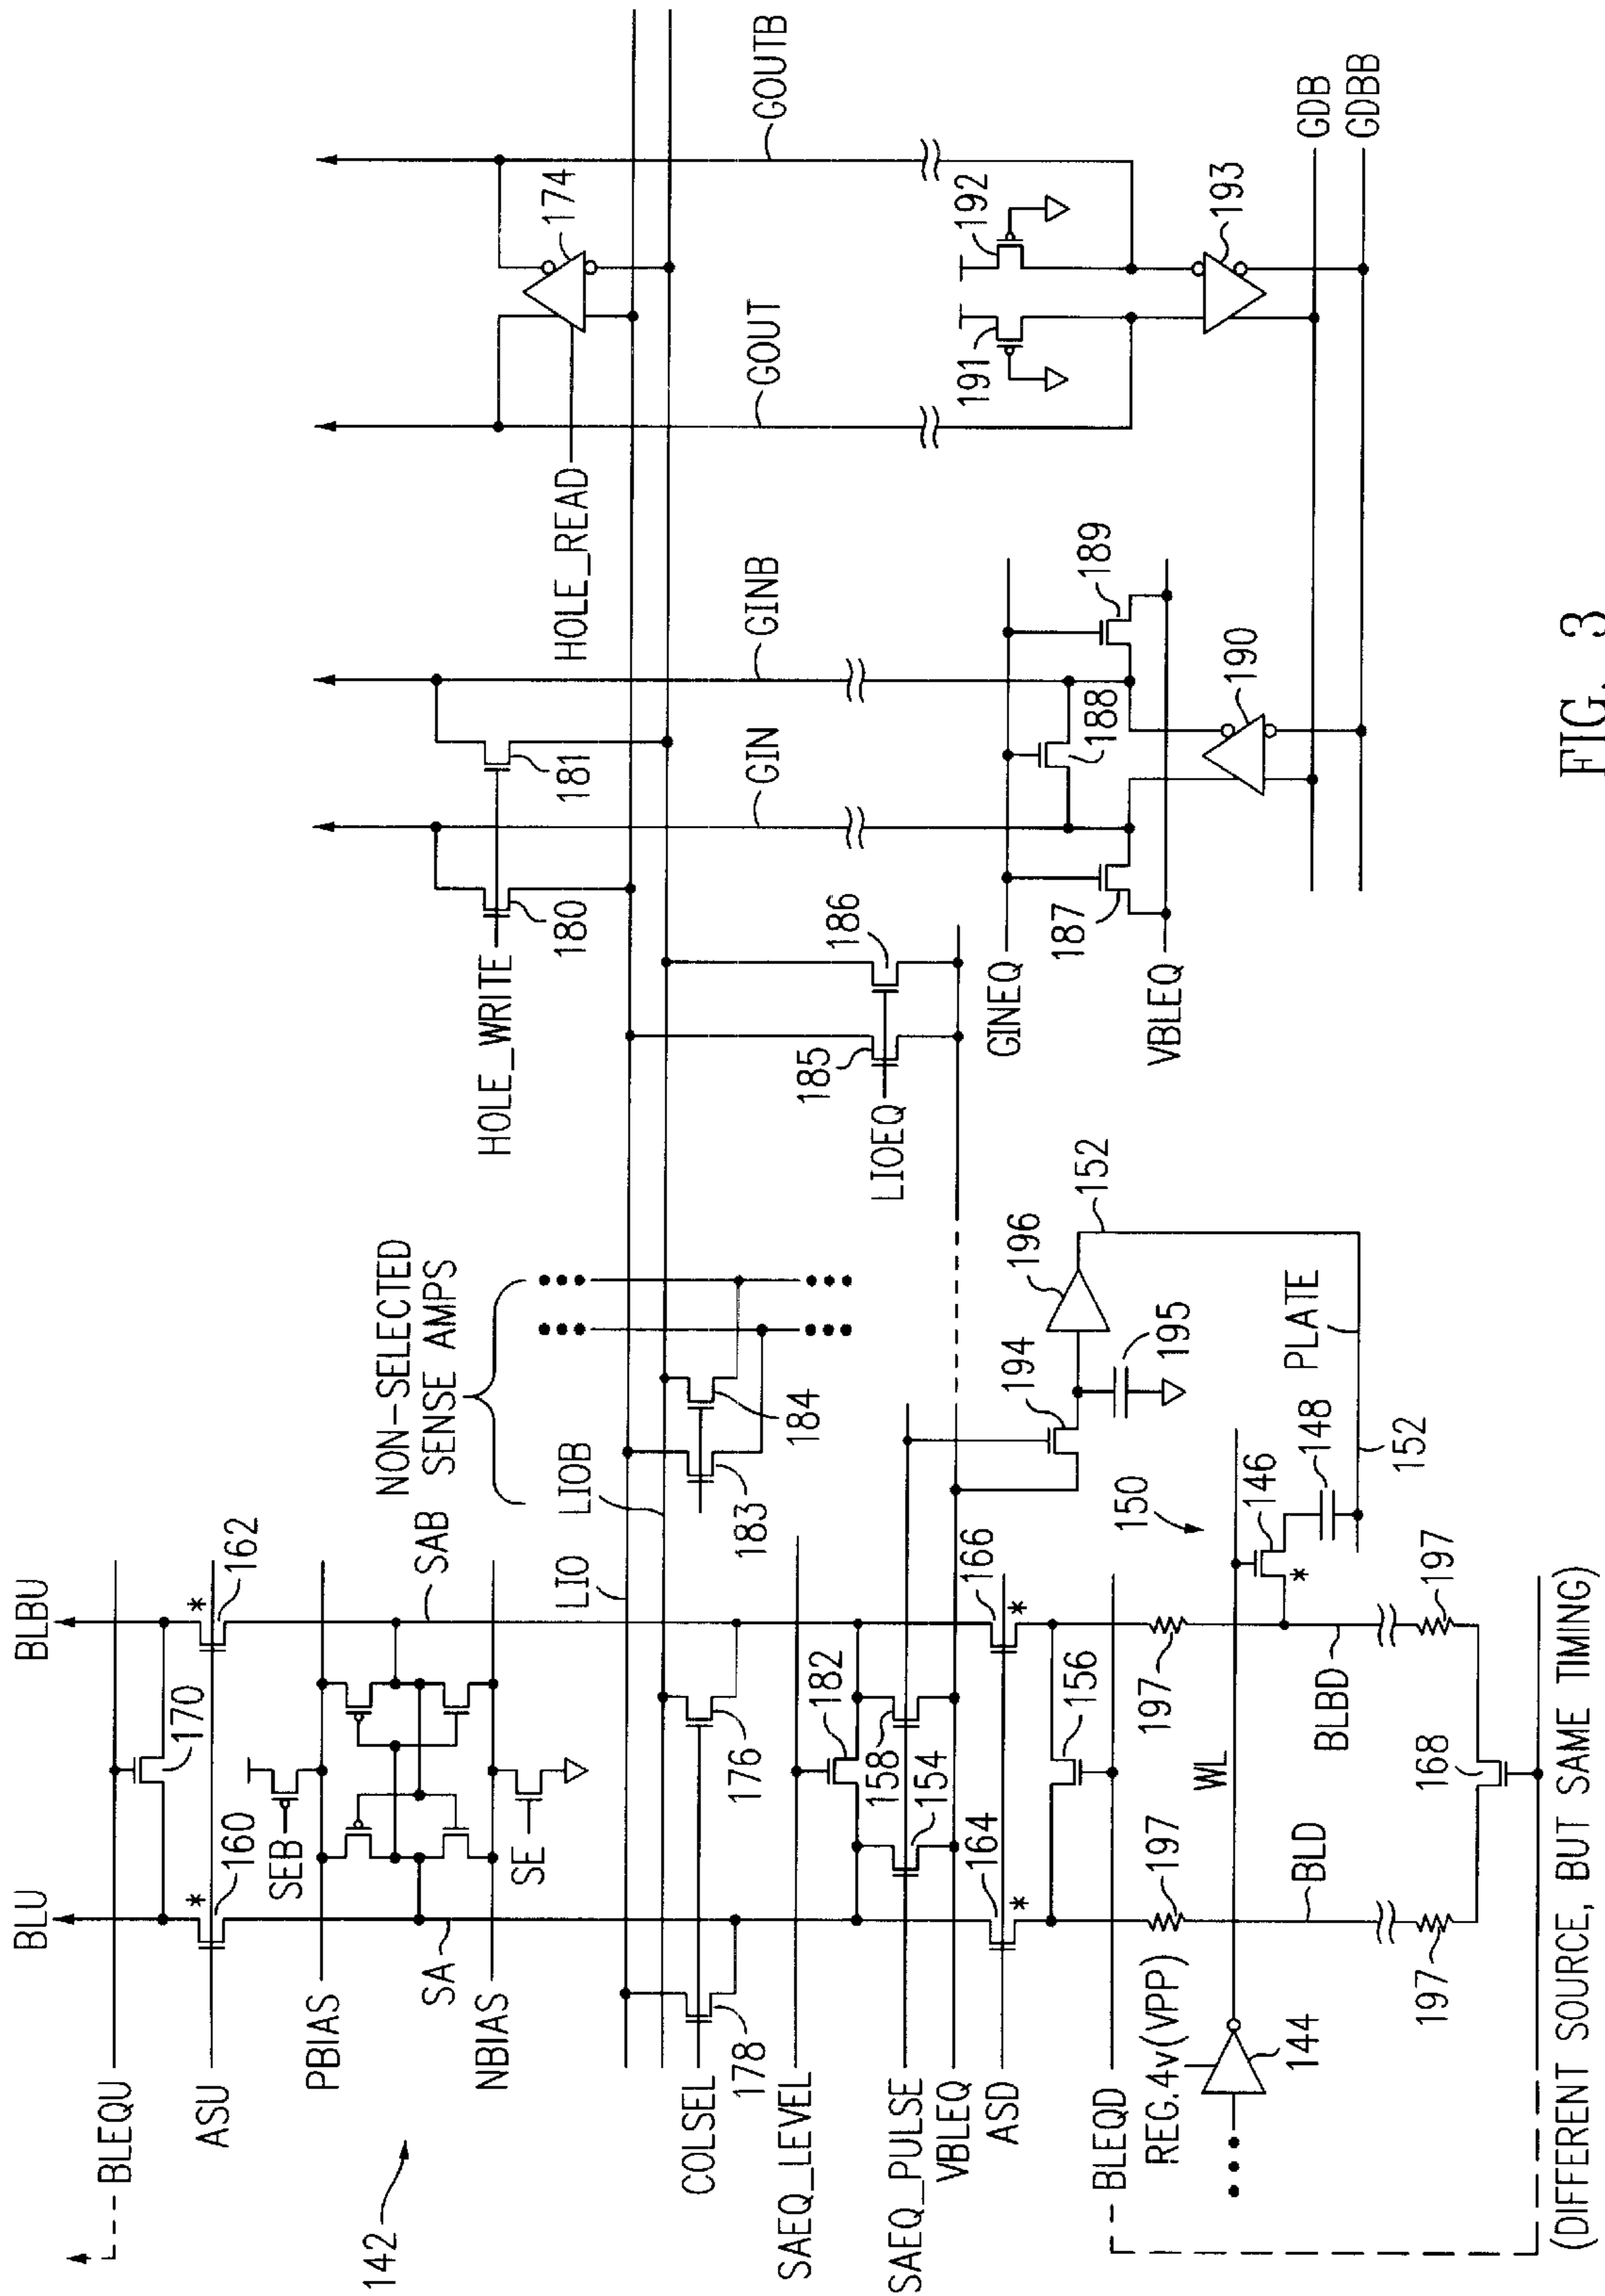 BLU
BLBU
BLEQU
170
ASU
160
162
*
*
142
SEB
PBIAS
SA
SAB
NBIAS
SE
NON-SELECTED
SENSE AMPS
LIO
LIOB
COLSEL
178
176
183
184
SAEQ_LEVEL
182
SAEQ_PULSE
158
154
VBLEQ
164
166
ASD
*
*
BLEQD
156
REG.4v(VPP)
144
WL
150
146
*
148
152
PLATE
152
194
195
196
197
197
197
197
BLD
BLBD
168
(DIFFERENT SOURCE, BUT SAME TIMING)
HOLE_WRITE
180
181
GIN
GINB
HOLE_READ
174
GOUT
GOUTB
LIOEQ
185
186
GINEQ
187
188
189
VBLEQ
190
191
192
193
GDB
GDBB
FIG. 3